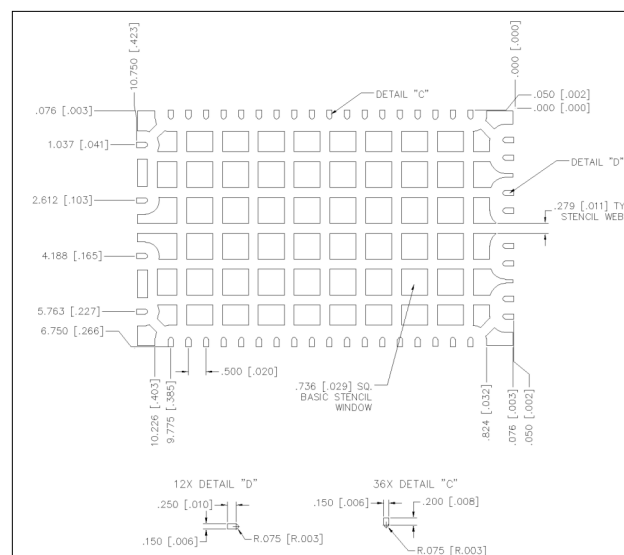 10.750 [.423]
.000 [.000]
.076 [.003]
DETAIL "C"
.050 [.002]
.000 [.000]
1.037 [.041]
DETAIL "D"
2.612 [.103]
.279 [.011] TY
STENCIL WEB
4.188 [.165]
5.763 [.227]
6.750 [.266]
.500 [.020]
.736 [.029] SQ.
BASIC STENCIL
WINDOW
10.226 [.403]
9.775 [.385]
.824 [.032]
.076 [.003]
.050 [.002]
12X DETAIL "D"
36X DETAIL "C"
.250 [.010]
.150 [.006]
.200 [.008]
.150 [.006]
R.075 [R.003]
R.075 [R.003]